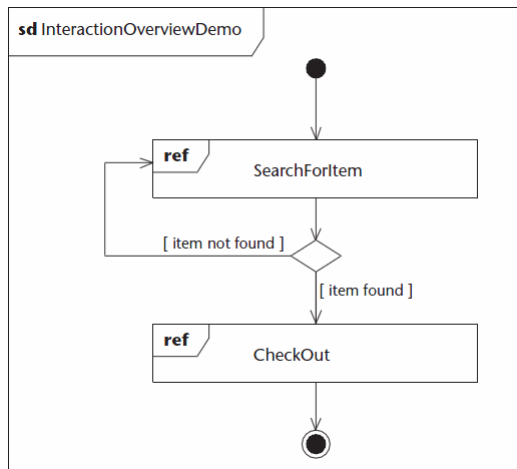 sd InteractionOverviewDemo
ref
SearchForItem
[ item not found ]
[ item found ]
ref
CheckOut